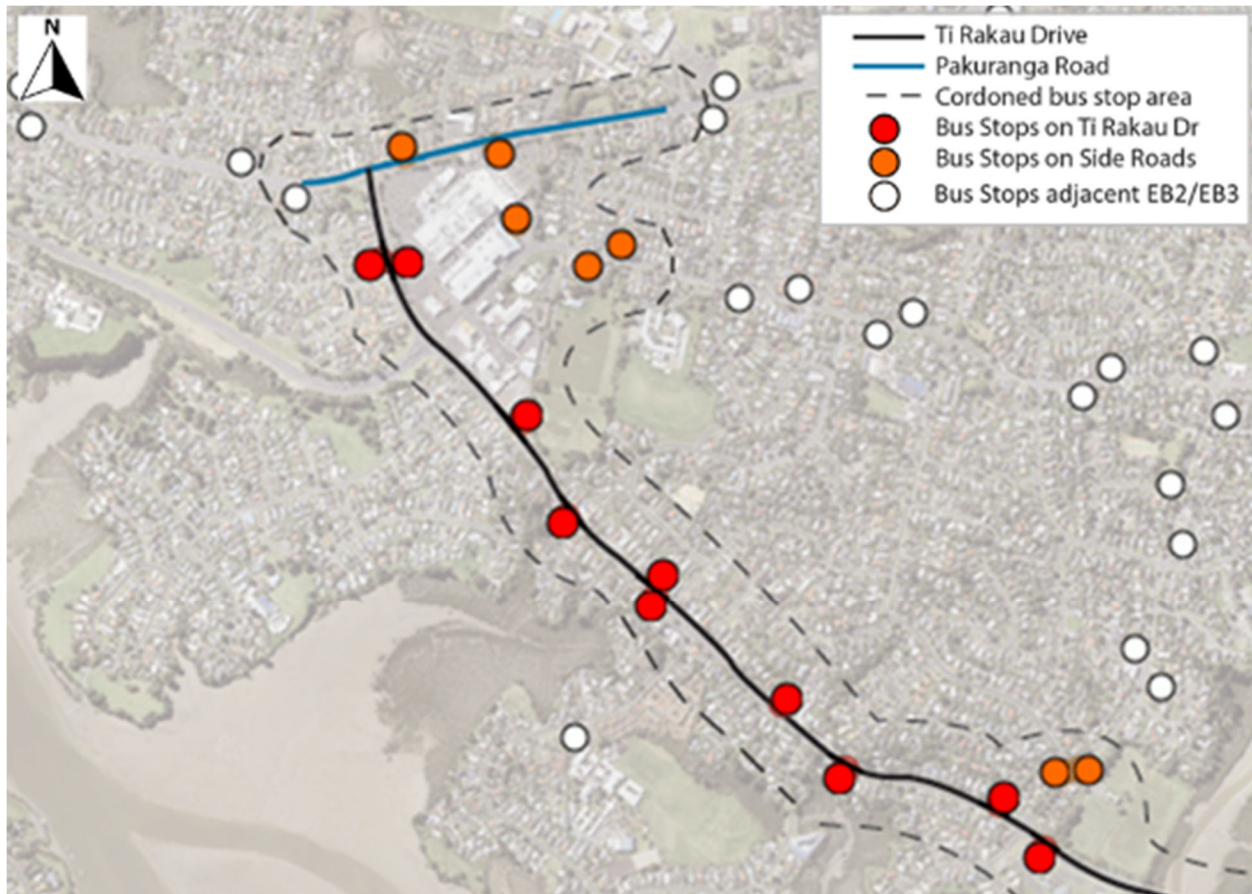 N
Ti Rakau Drive
Pakuranga Road
Cordoned bus stop area
Bus Stops on Ti Rakau Dr
Bus Stops on Side Roads
Bus Stops adjacent EB2/EB3